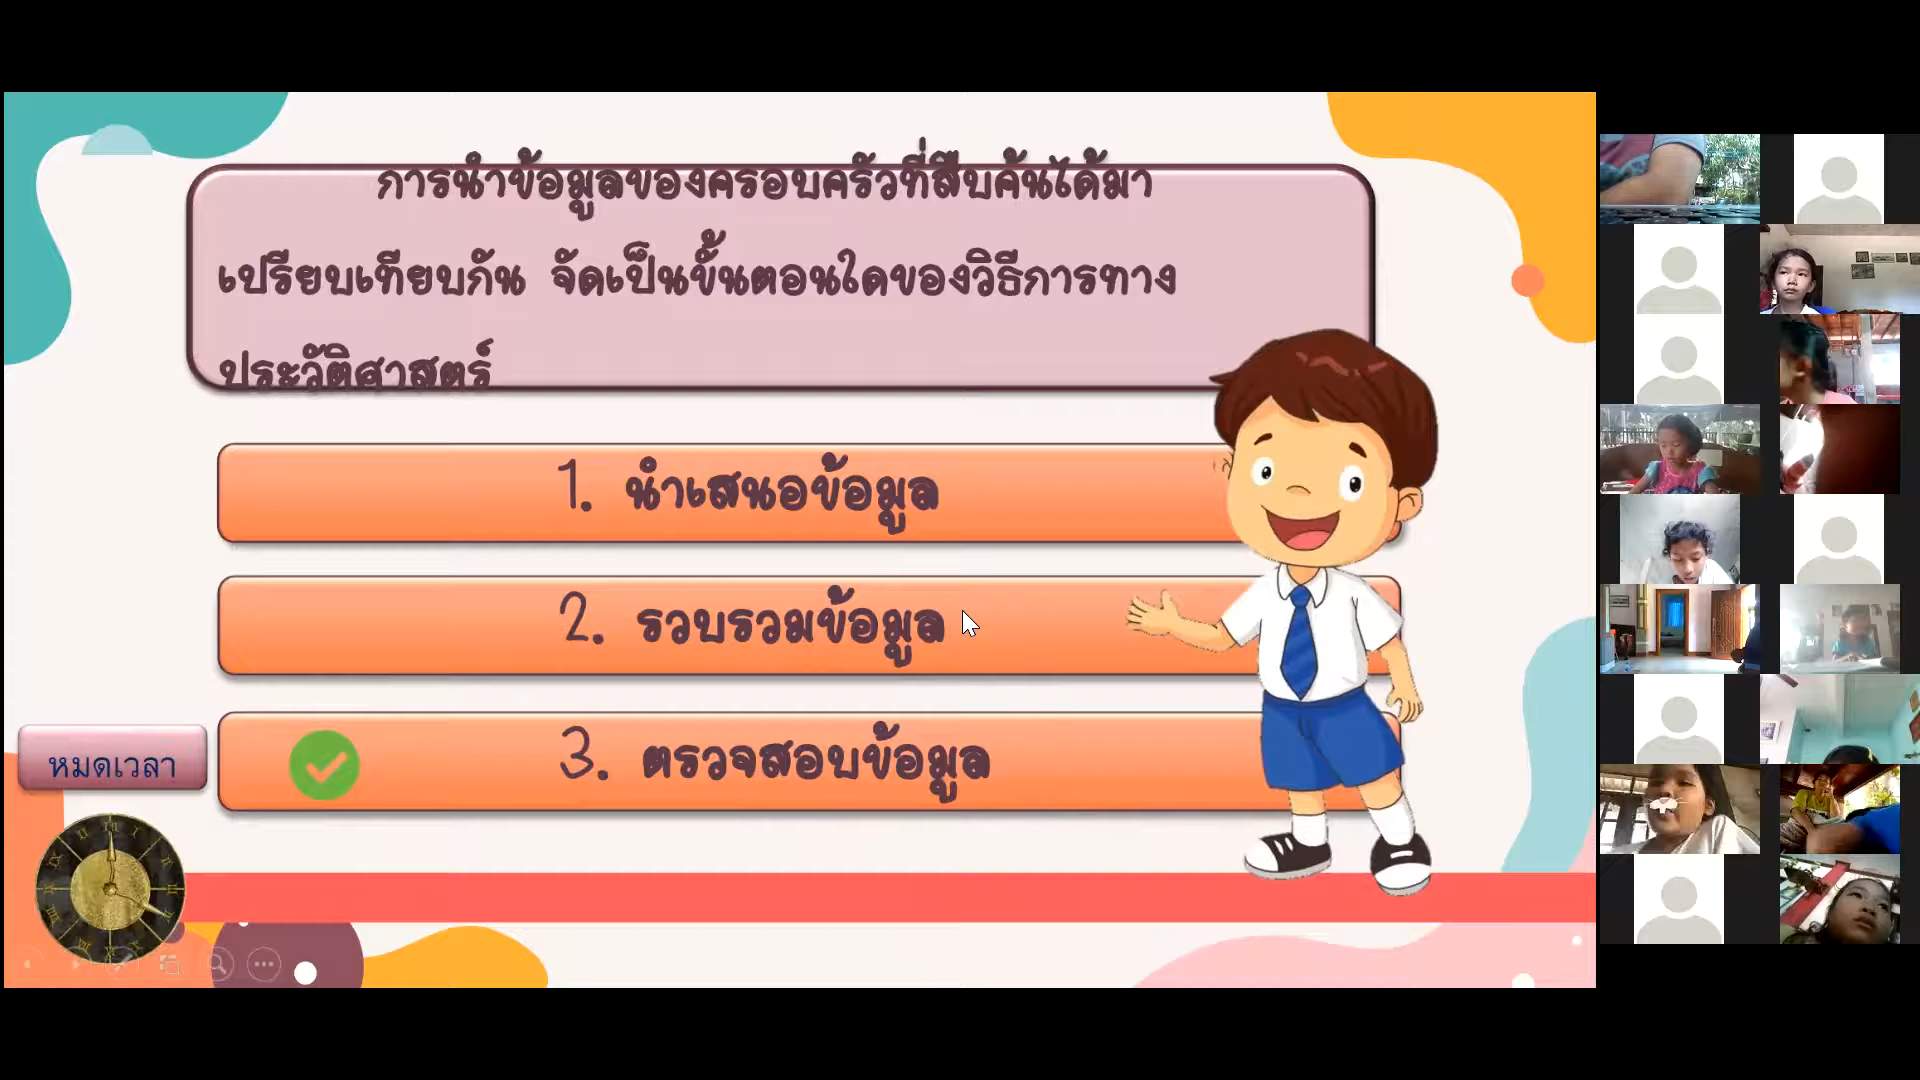 การนำข้อมูลของครอบครัวที่สืบค้นได้มา
เปรียบเทียบกัน จัดเป็นขั้นตอนใดของวิธีการทาง
ประวัติศาสตร์
1. นำเสนอข้อมูล
2. รวบรวมข้อมูล
3. ตรวจสอบข้อมูล
หมดเวลา